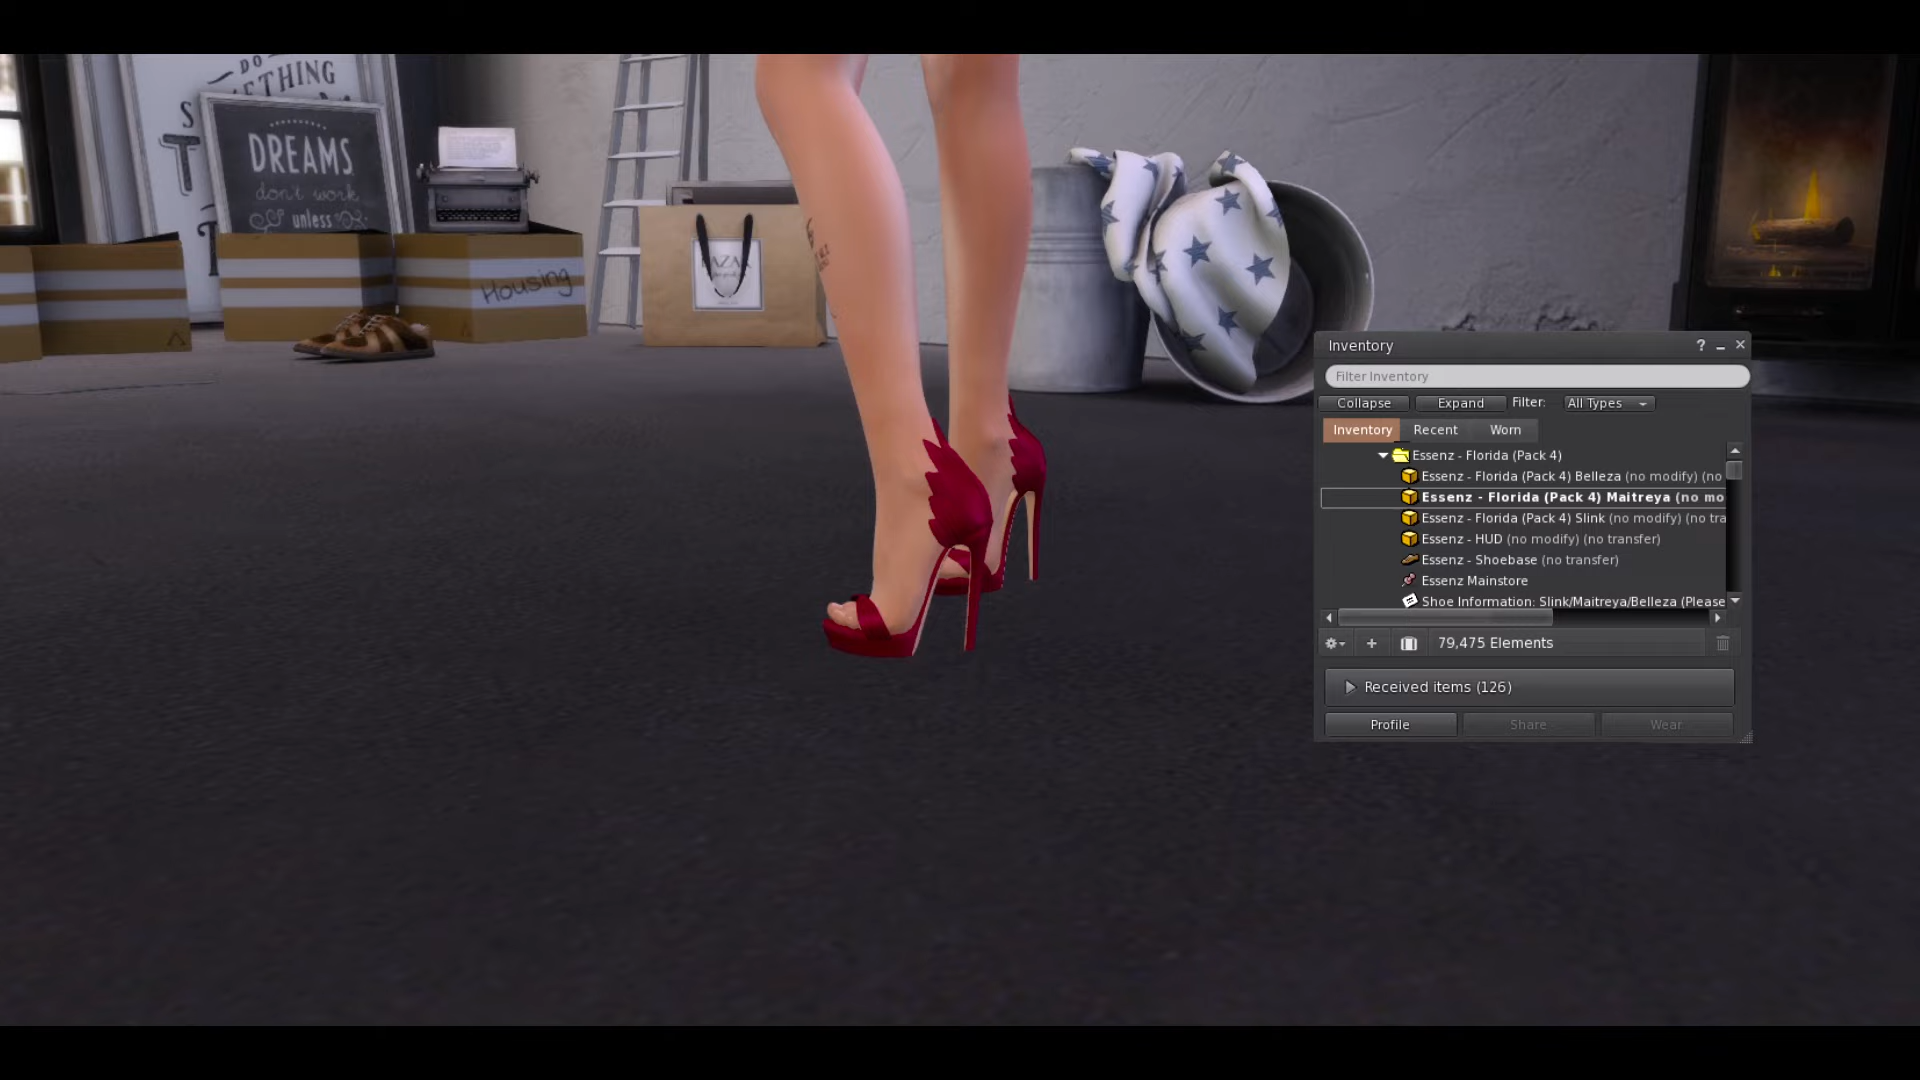 DO
SOMETHING
DREAMS
don't work
unless
Housing
Inventory
?
Filter Inventory
Collapse
Expand
Filter:
All Types
Inventory
Recent
Worn
Essenz - Florida (Pack 4)
Essenz - Florida (Pack 4) Belleza (no modify) (no
Essenz - Florida (Pack 4) Maitreya (no mo
Essenz - Florida (Pack 4) Slink (no modify) (no tra
Essenz - HUD (no modify) (no transfer)
Essenz - Shoebase (no transfer)
Essenz Mainstore
Shoe Information: Slink/Maitreya/Belleza (Please
79,475 Elements
Received items (126)
Profile
Share
Wear